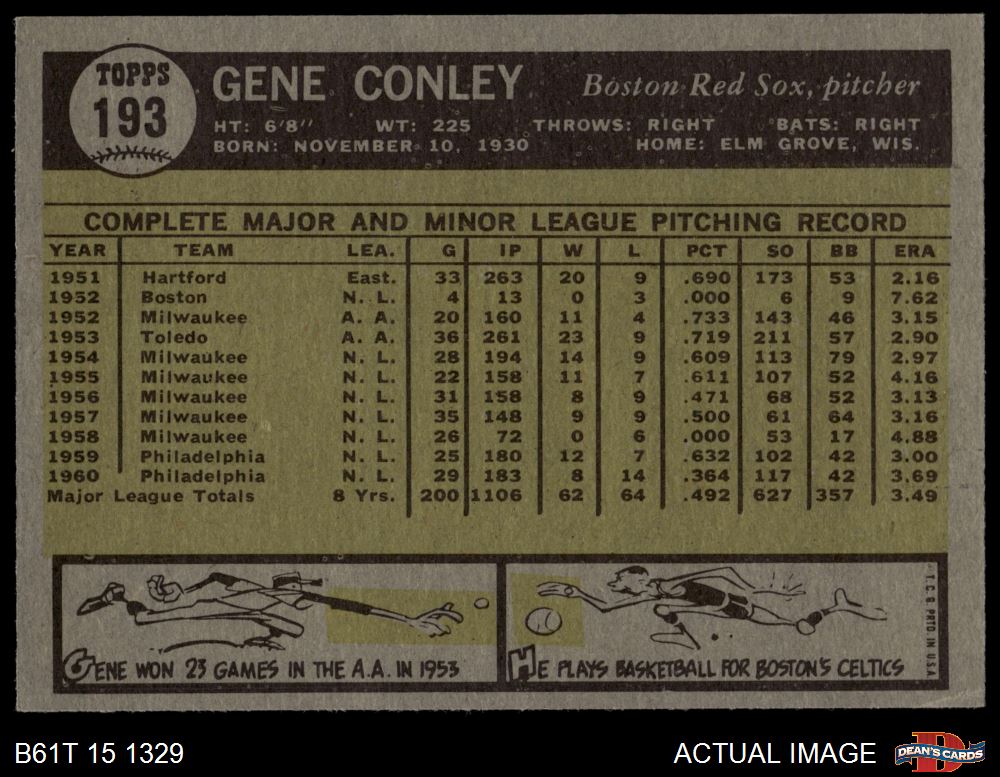 TOPPS
193
GENE CONLEY Boston Red Sox, pitcher
HT: 6'8" WT: 225 THROWS: RIGHT BATS: RIGHT
BORN: NOVEMBER 10, 1930 HOME: ELM GROVE, WIS.
COMPLETE MAJOR AND MINOR LEAGUE PITCHING RECORD
YEAR TEAM LEA. G IP W L PCT SO BB ERA
1951 Hartford East. 33 263 20 9 .690 173 53 2.16
1952 Boston N. L. 4 13 0 3 .000 6 9 7.62
1952 Milwaukee A. A. 20 160 11 4 .733 143 46 3.15
1953 Toledo A. A. 36 261 23 9 .719 211 57 2.90
1954 Milwaukee N. L. 28 194 14 9 .609 113 79 2.97
1955 Milwaukee N. L. 22 158 11 7 .611 107 52 4.16
1956 Milwaukee N. L. 31 158 8 9 .471 68 52 3.13
1957 Milwaukee N. L. 35 148 9 9 .500 61 64 3.16
1958 Milwaukee N. L. 26 72 0 6 .000 53 17 4.88
1959 Philadelphia N. L. 25 180 12 7 .632 102 42 3.00
1960 Philadelphia N. L. 29 183 8 14 .364 117 42 3.69
Major League Totals 8 Yrs. 200 1106 62 64 .492 627 357 3.49
GENE WON 23 GAMES IN THE A.A. IN 1953
HE PLAYS BASKETBALL FOR BOSTON'S CELTICS
T.C.G. PRTD IN U.S.A.
B61T 15 1329
ACTUAL IMAGE
DEAN'S CARDS